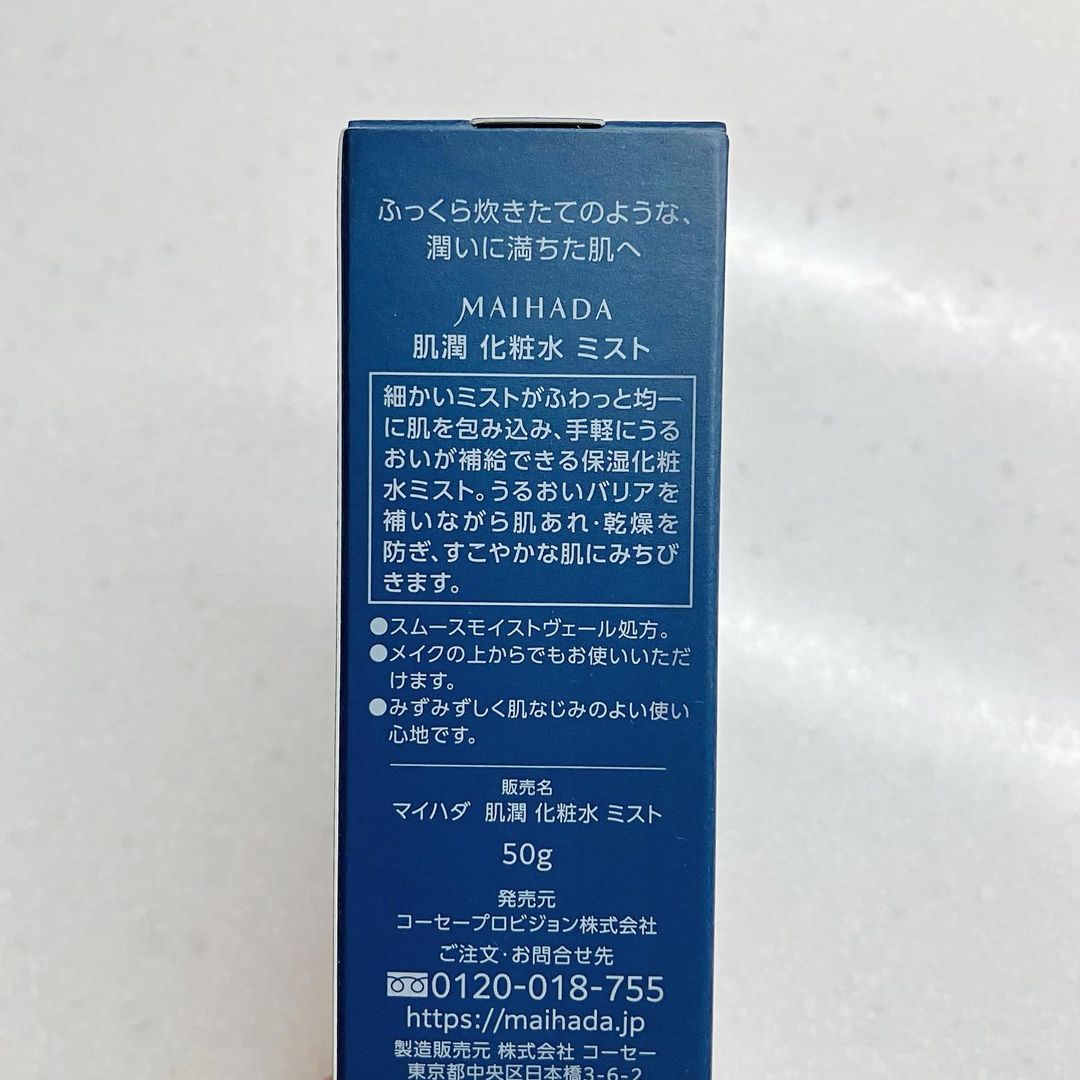 ふっくら炊きたてのような、
潤いに満ちた肌へ
MAIHADA
肌潤 化粧水 ミスト
細かいミストがふわっと均一
に肌を包み込み、手軽にうる
おいが補給できる保湿化粧
水ミスト。うるおいバリアを
補いながら肌あれ・乾燥を
防ぎ、すこやかな肌にみちび
きます。
●スムースモイストヴェール処方。
●メイクの上からでもお使いいただ
けます。
●みずみずしく肌なじみのよい使い
心地です。
販売名
マイハダ 肌潤 化粧水 ミスト
50g
発売元
コーセープロビジョン株式会社
ご注文・お問合せ先
0120-018-755
https://maihada.jp
製造販売元 株式会社 コーセー
東京都中央区日本橋3-6-2